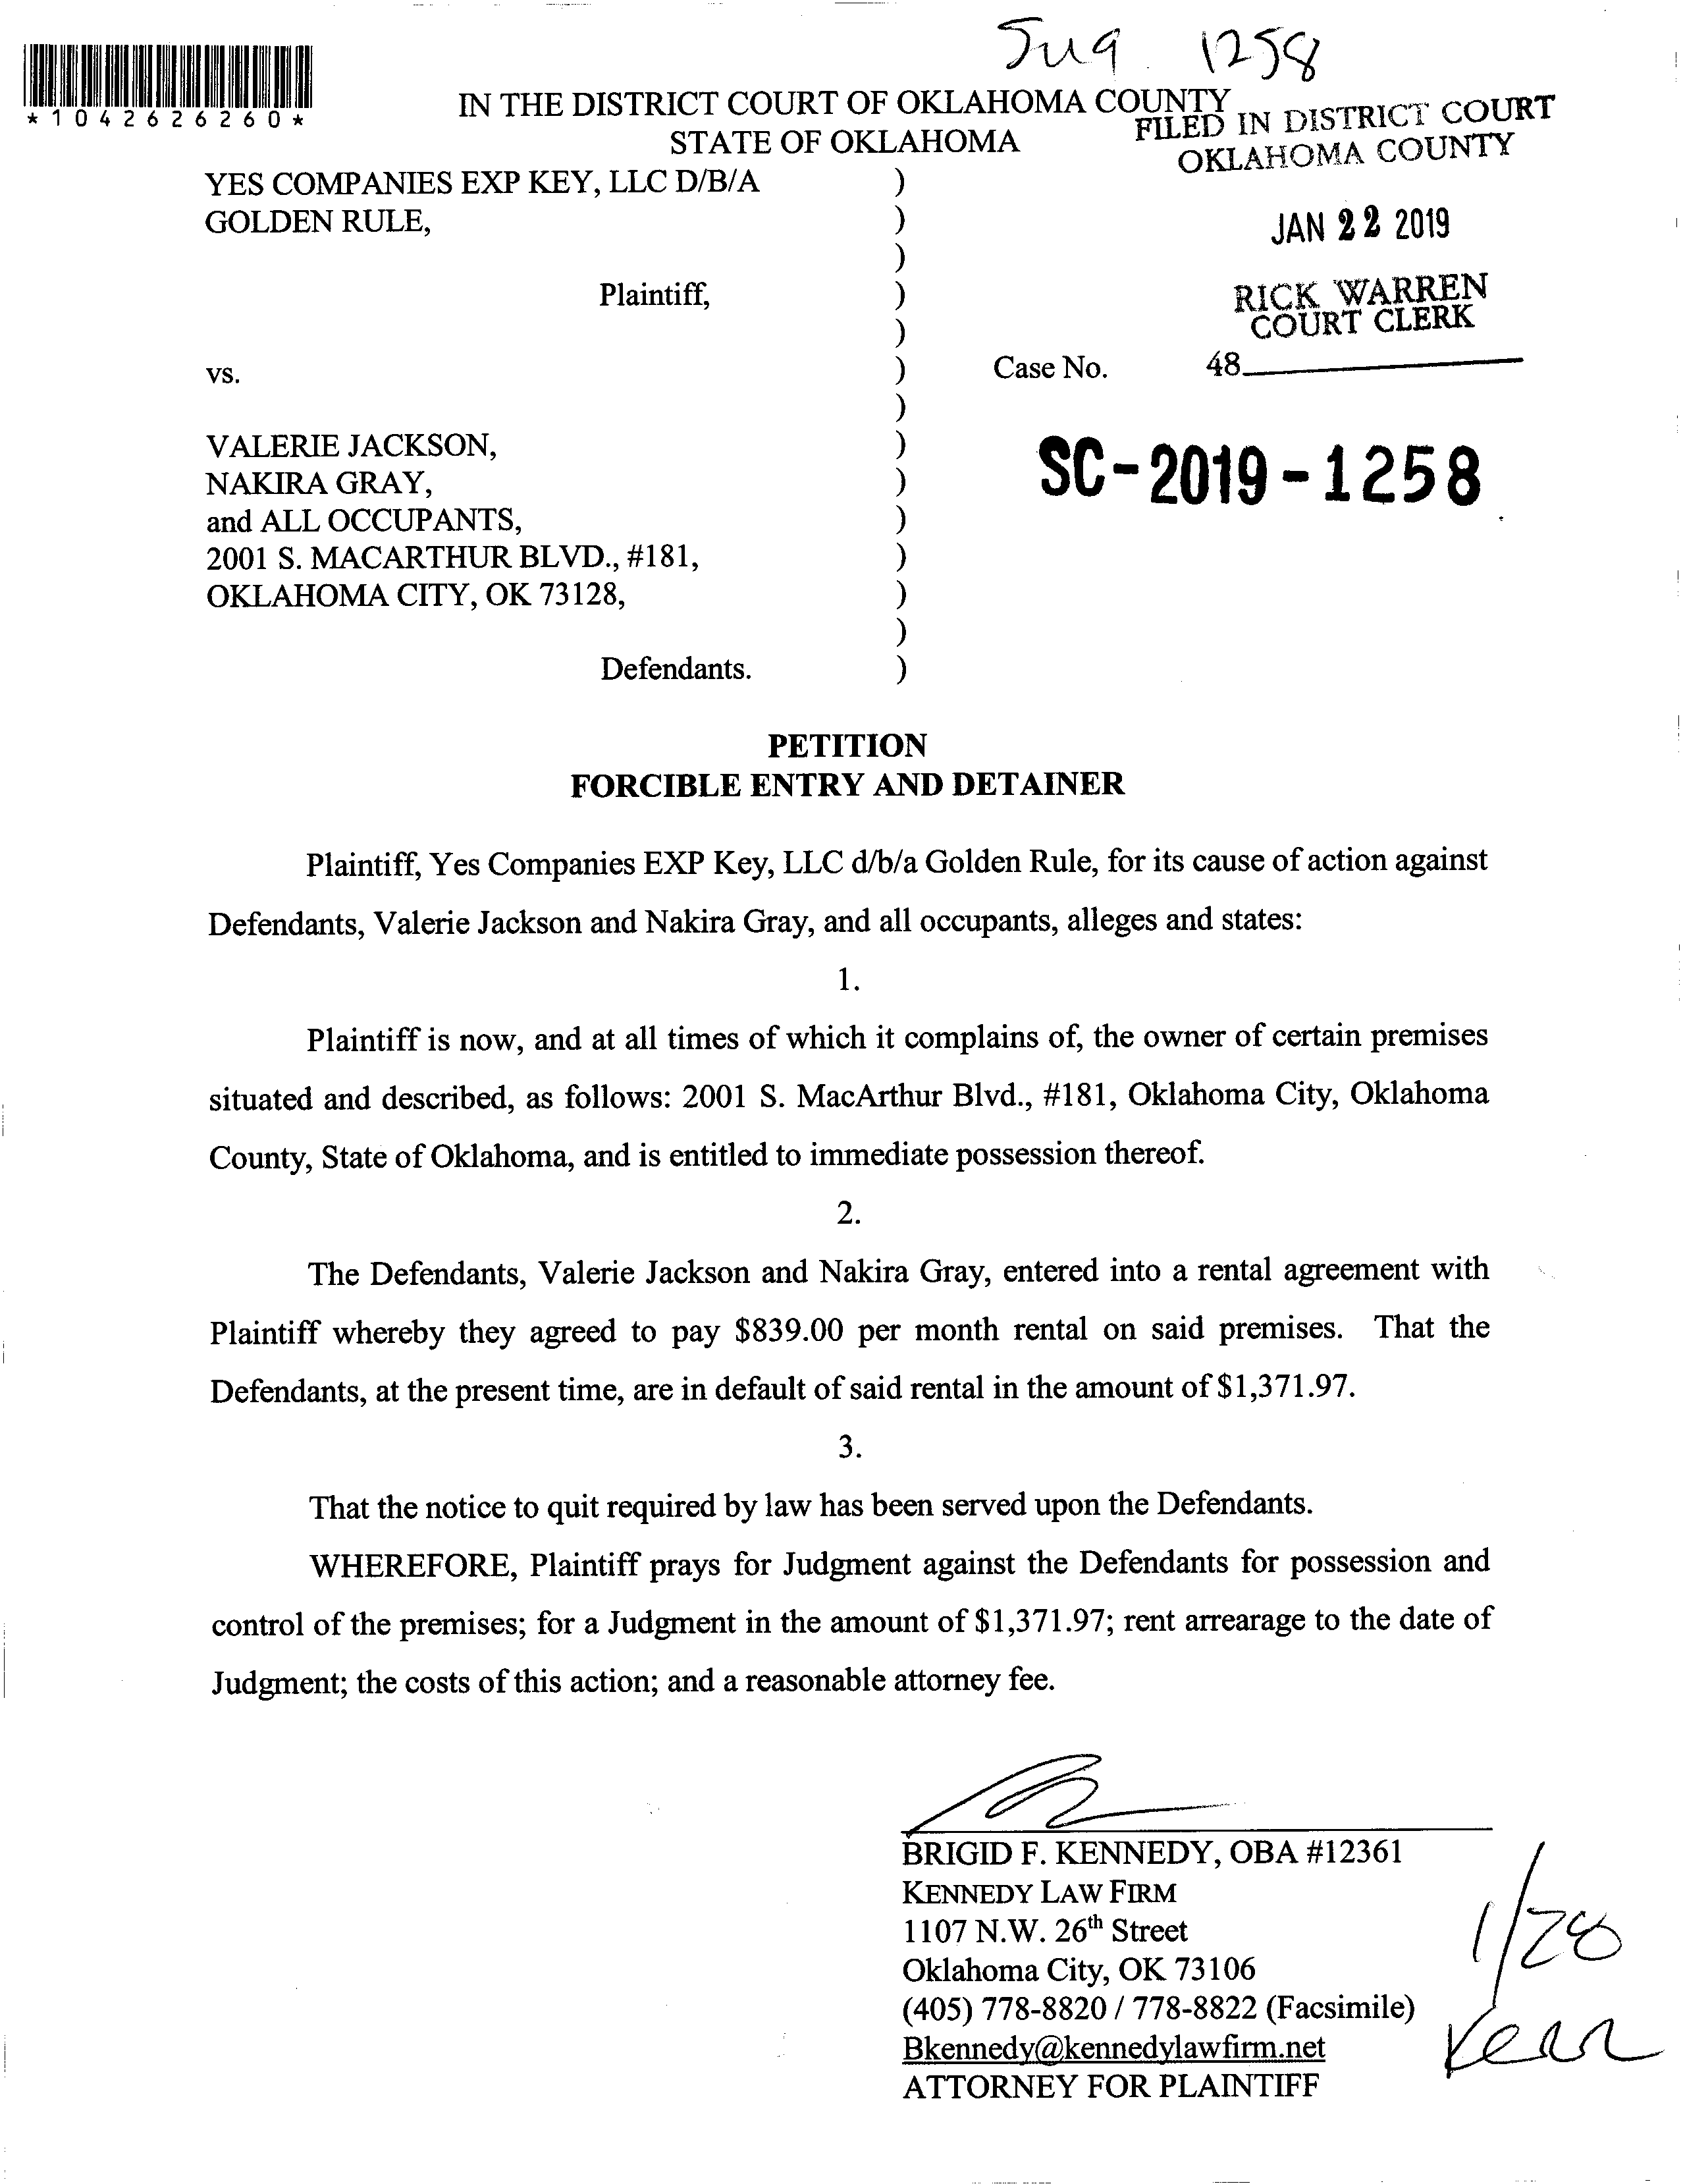 Sug 1258
*1042626260*
IN THE DISTRICT COURT OF OKLAHOMA COUNTY
STATE OF OKLAHOMA
FILED IN DISTRICT COURT
OKLAHOMA COUNTY
JAN 22 2019
RICK WARREN
COURT CLERK
48
YES COMPANIES EXP KEY, LLC D/B/A )
GOLDEN RULE, )
)
Plaintiff, )
)
vs. ) Case No.
)
VALERIE JACKSON, )
NAKIRA GRAY, ) SC-2019-1258
and ALL OCCUPANTS, )
2001 S. MACARTHUR BLVD., #181, )
OKLAHOMA CITY, OK 73128, )
)
Defendants. )
PETITION
FORCIBLE ENTRY AND DETAINER
Plaintiff, Yes Companies EXP Key, LLC d/b/a Golden Rule, for its cause of action against
Defendants, Valerie Jackson and Nakira Gray, and all occupants, alleges and states:
1.
Plaintiff is now, and at all times of which it complains of, the owner of certain premises
situated and described, as follows: 2001 S. MacArthur Blvd., #181, Oklahoma City, Oklahoma
County, State of Oklahoma, and is entitled to immediate possession thereof.
2.
The Defendants, Valerie Jackson and Nakira Gray, entered into a rental agreement with
Plaintiff whereby they agreed to pay $839.00 per month rental on said premises. That the
Defendants, at the present time, are in default of said rental in the amount of $1,371.97.
3.
That the notice to quit required by law has been served upon the Defendants.
WHEREFORE, Plaintiff prays for Judgment against the Defendants for possession and
control of the premises; for a Judgment in the amount of $1,371.97; rent arrearage to the date of
Judgment; the costs of this action; and a reasonable attorney fee.
BRIGID F. KENNEDY, OBA #12361
KENNEDY LAW FIRM
1107 N.W. 26th Street
Oklahoma City, OK 73106
(405) 778-8820 / 778-8822 (Facsimile)
Bkennedy@kennedylawfirm.net
ATTORNEY FOR PLAINTIFF
1/28